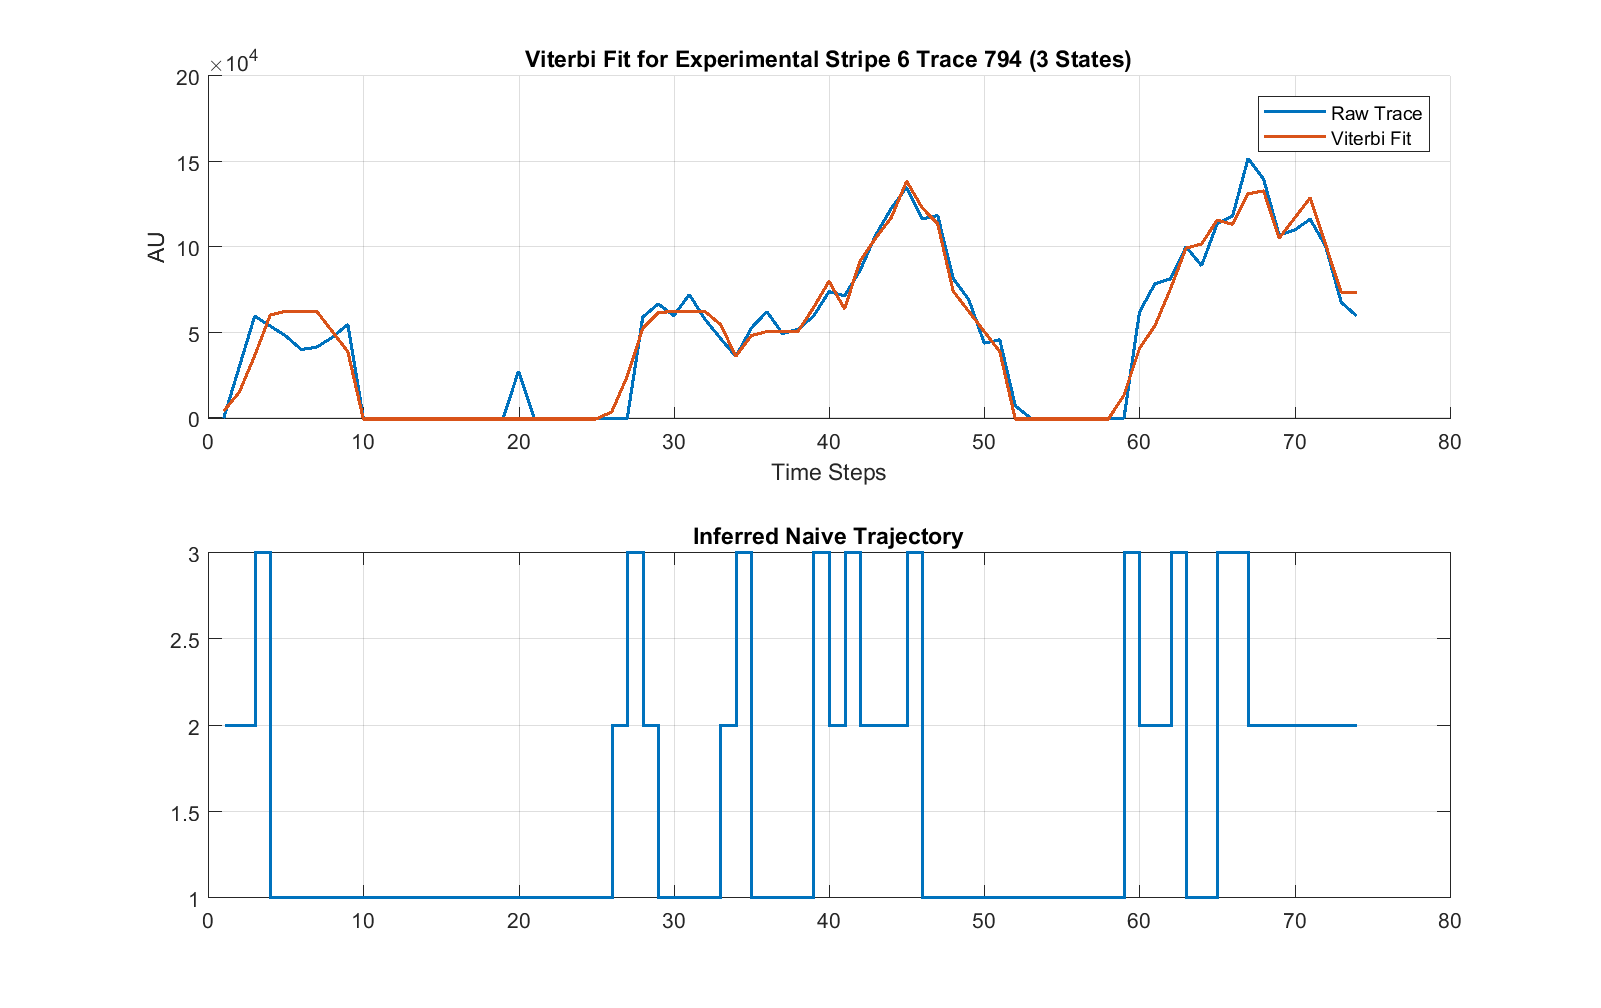 Viterbi Fit for Experimental Stripe 6 Trace 794 (3 States)
×10⁴
20
15
10
5
0
AU
Raw Trace
Viterbi Fit
0 10 20 30 40 50 60 70 80
Time Steps
Inferred Naive Trajectory
3
2.5
2
1.5
1
0 10 20 30 40 50 60 70 80